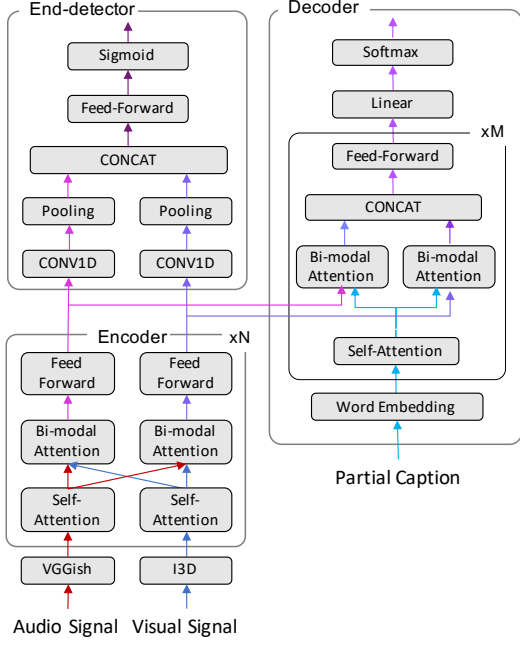 End-detector
Sigmoid
Feed-Forward
CONCAT
Pooling
Pooling
CONV1D
CONV1D
Encoder
xN
Feed
Forward
Feed
Forward
Bi-modal
Attention
Bi-modal
Attention
Self-
Attention
Self-
Attention
VGGish
I3D
Audio Signal
Visual Signal
Decoder
Softmax
Linear
xM
Feed-Forward
CONCAT
Bi-modal
Attention
Bi-modal
Attention
Self-Attention
Word Embedding
Partial Caption